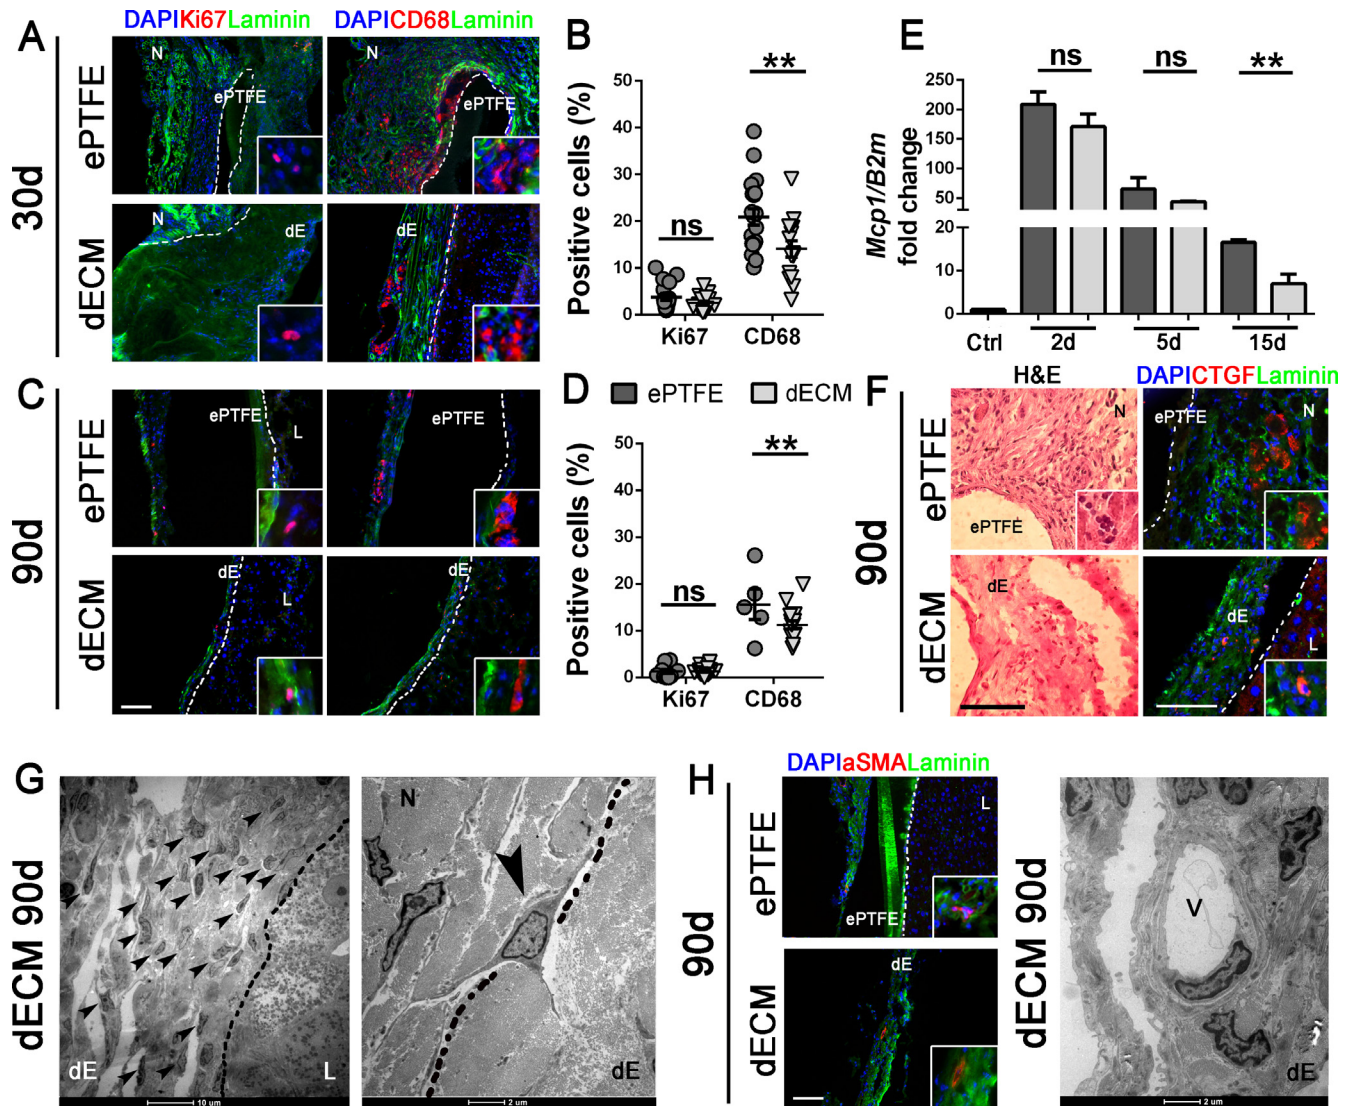 A
DAPIKi67Laminin
DAPICD68Laminin
30d
ePTFE
N
ePTFE
ePTFE
dECM
N
dE
dE
B
Positive cells (%)
50
40
30
20
10
0
ns
**
Ki67
CD68
E
Mcp1/B2m
fold change
250
200
150
100
50
20
10
0
ns
ns
**
Ctrl
2d
5d
15d
C
90d
ePTFE
ePTFE
L
ePTFE
dECM
dE
L
dE
D
ePTFE
dECM
Positive cells (%)
50
40
30
20
10
0
ns
**
Ki67
CD68
F
H&E
DAPICTGFLaminin
90d
ePTFE
N
ePTFE
ePTFE
N
dECM
dE
dE
L
G
dECM 90d
dE
L
10 um
N
dE
2 um
H
DAPIaSMALaminin
90d
ePTFE
L
ePTFE
dECM
dE
dECM 90d
V
dE
2 um